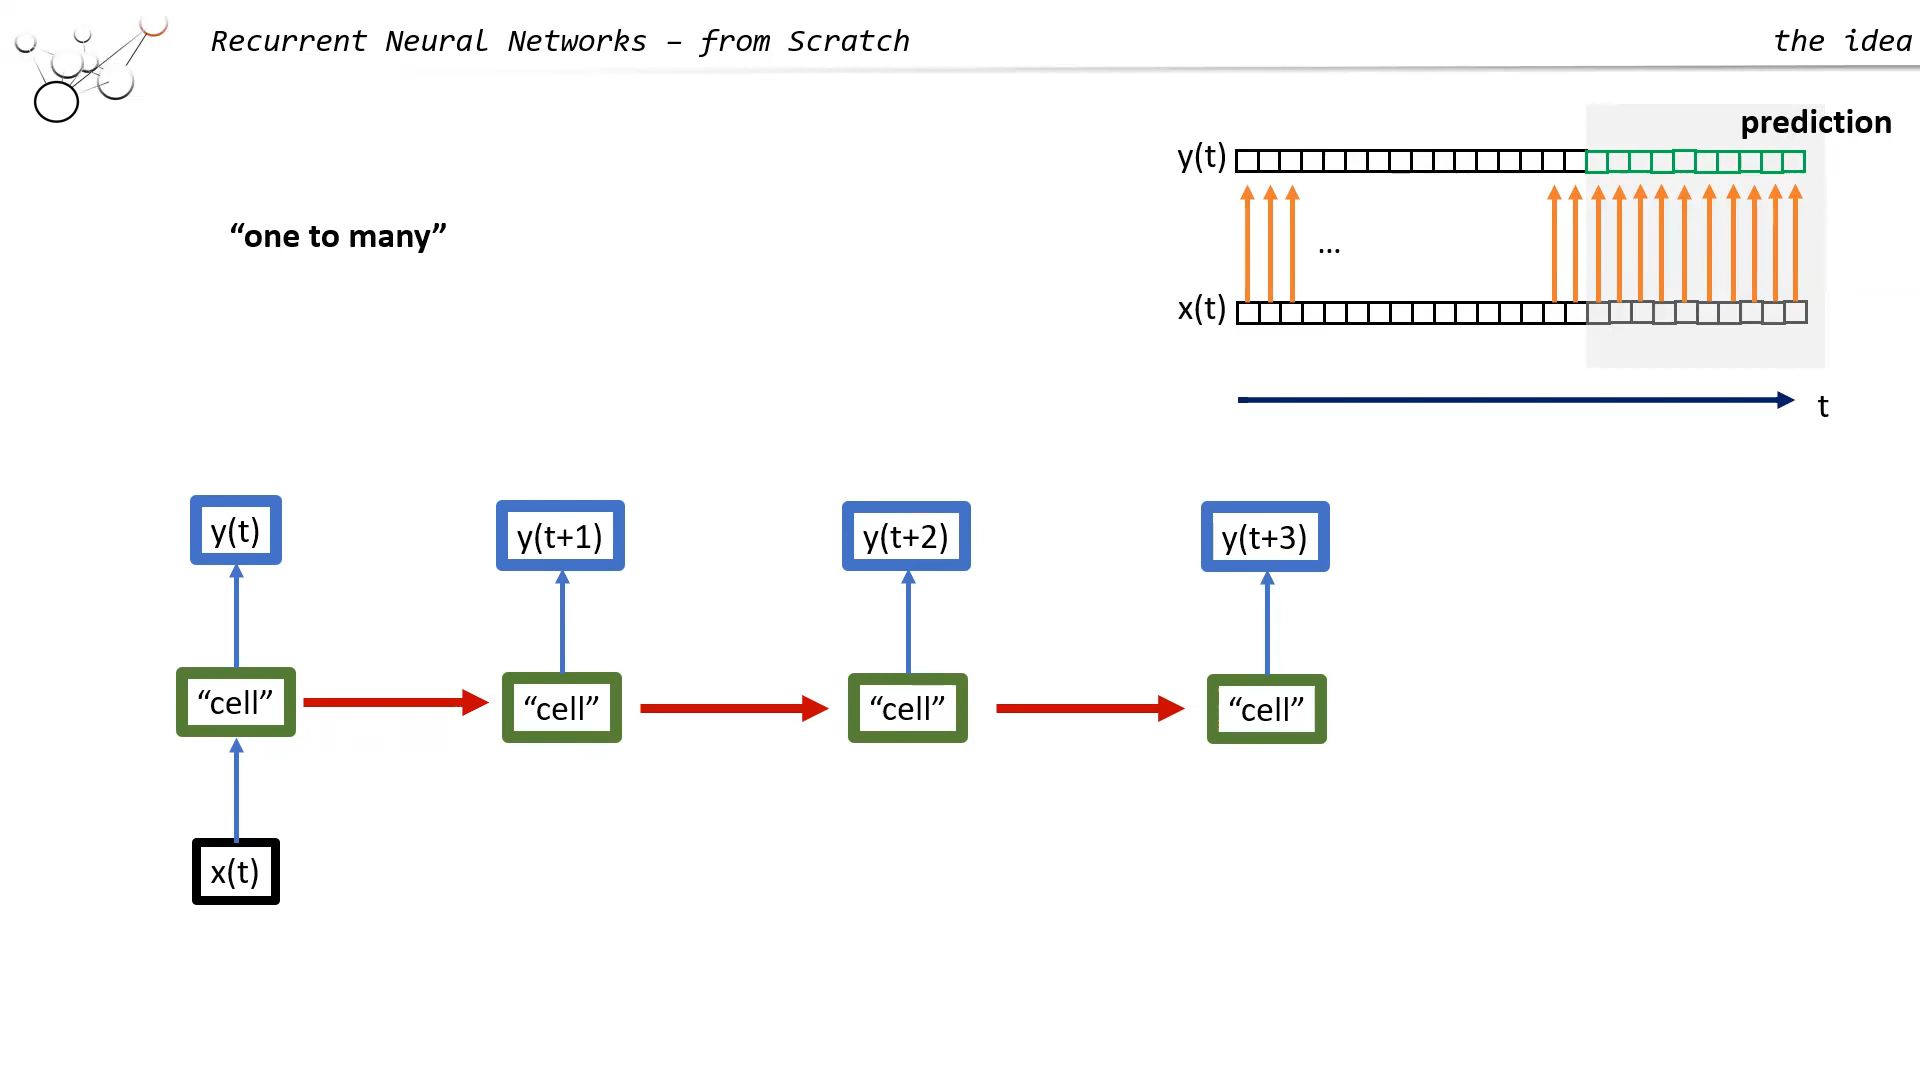 Recurrent Neural Networks – from Scratch
the idea
prediction
y(t)
“one to many”
...
x(t)
t
y(t)
y(t+1)
y(t+2)
y(t+3)
“cell”
“cell”
“cell”
“cell”
x(t)